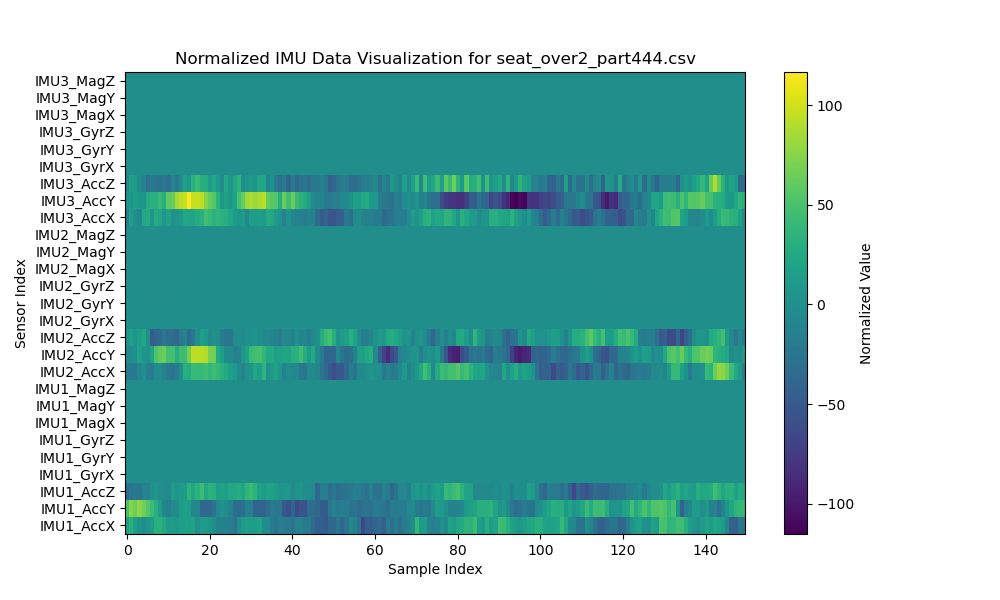 Normalized IMU Data Visualization for seat_over2_part444.csv
IMU3_MagZ
IMU3_MagY
IMU3_MagX
IMU3_GyrZ
IMU3_GyrY
IMU3_GyrX
IMU3_AccZ
IMU3_AccY
IMU3_AccX
IMU2_MagZ
IMU2_MagY
IMU2_MagX
IMU2_GyrZ
IMU2_GyrY
IMU2_GyrX
IMU2_AccZ
IMU2_AccY
IMU2_AccX
IMU1_MagZ
IMU1_MagY
IMU1_MagX
IMU1_GyrZ
IMU1_GyrY
IMU1_GyrX
IMU1_AccZ
IMU1_AccY
IMU1_AccX
Sensor Index
0 20 40 60 80 100 120 140
Sample Index
100
50
0
−50
−100
Normalized Value